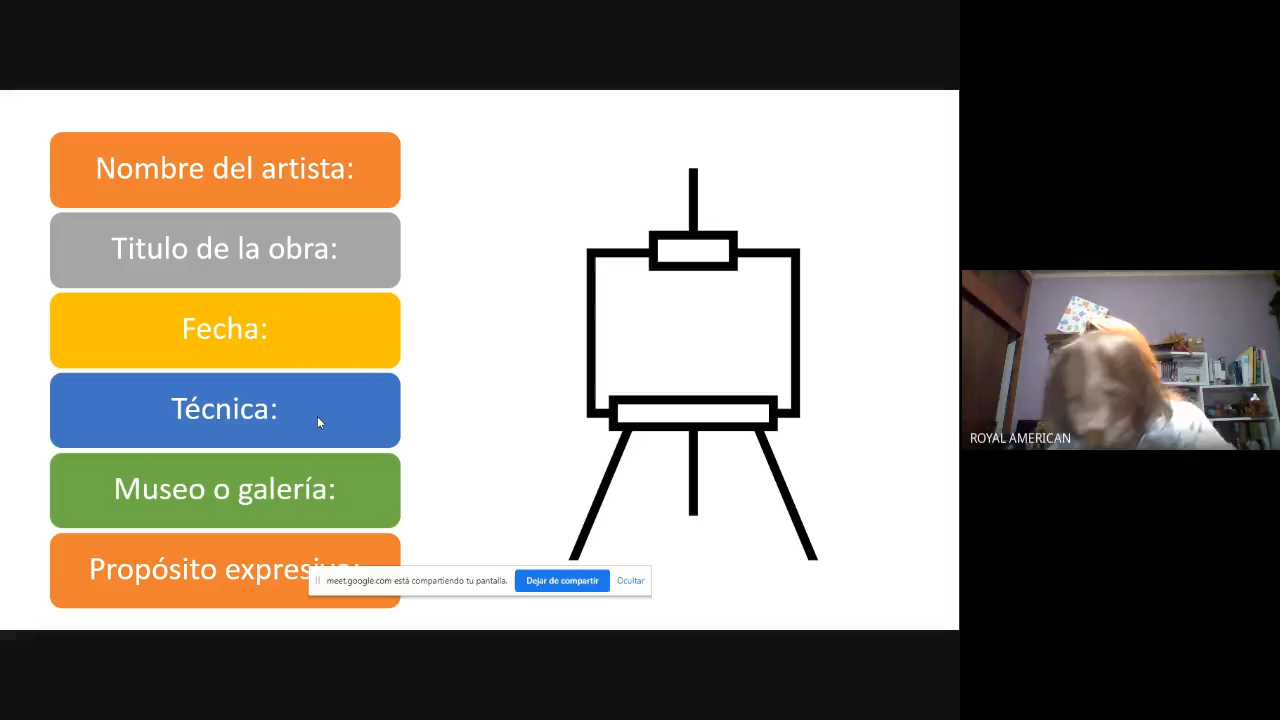 Nombre del artista:
Titulo de la obra:
Fecha:
Técnica:
Museo o galería:
Propósito expresivo:
meet.google.com está compartiendo tu pantalla.
Dejar de compartir
Ocultar
ROYAL AMERICAN